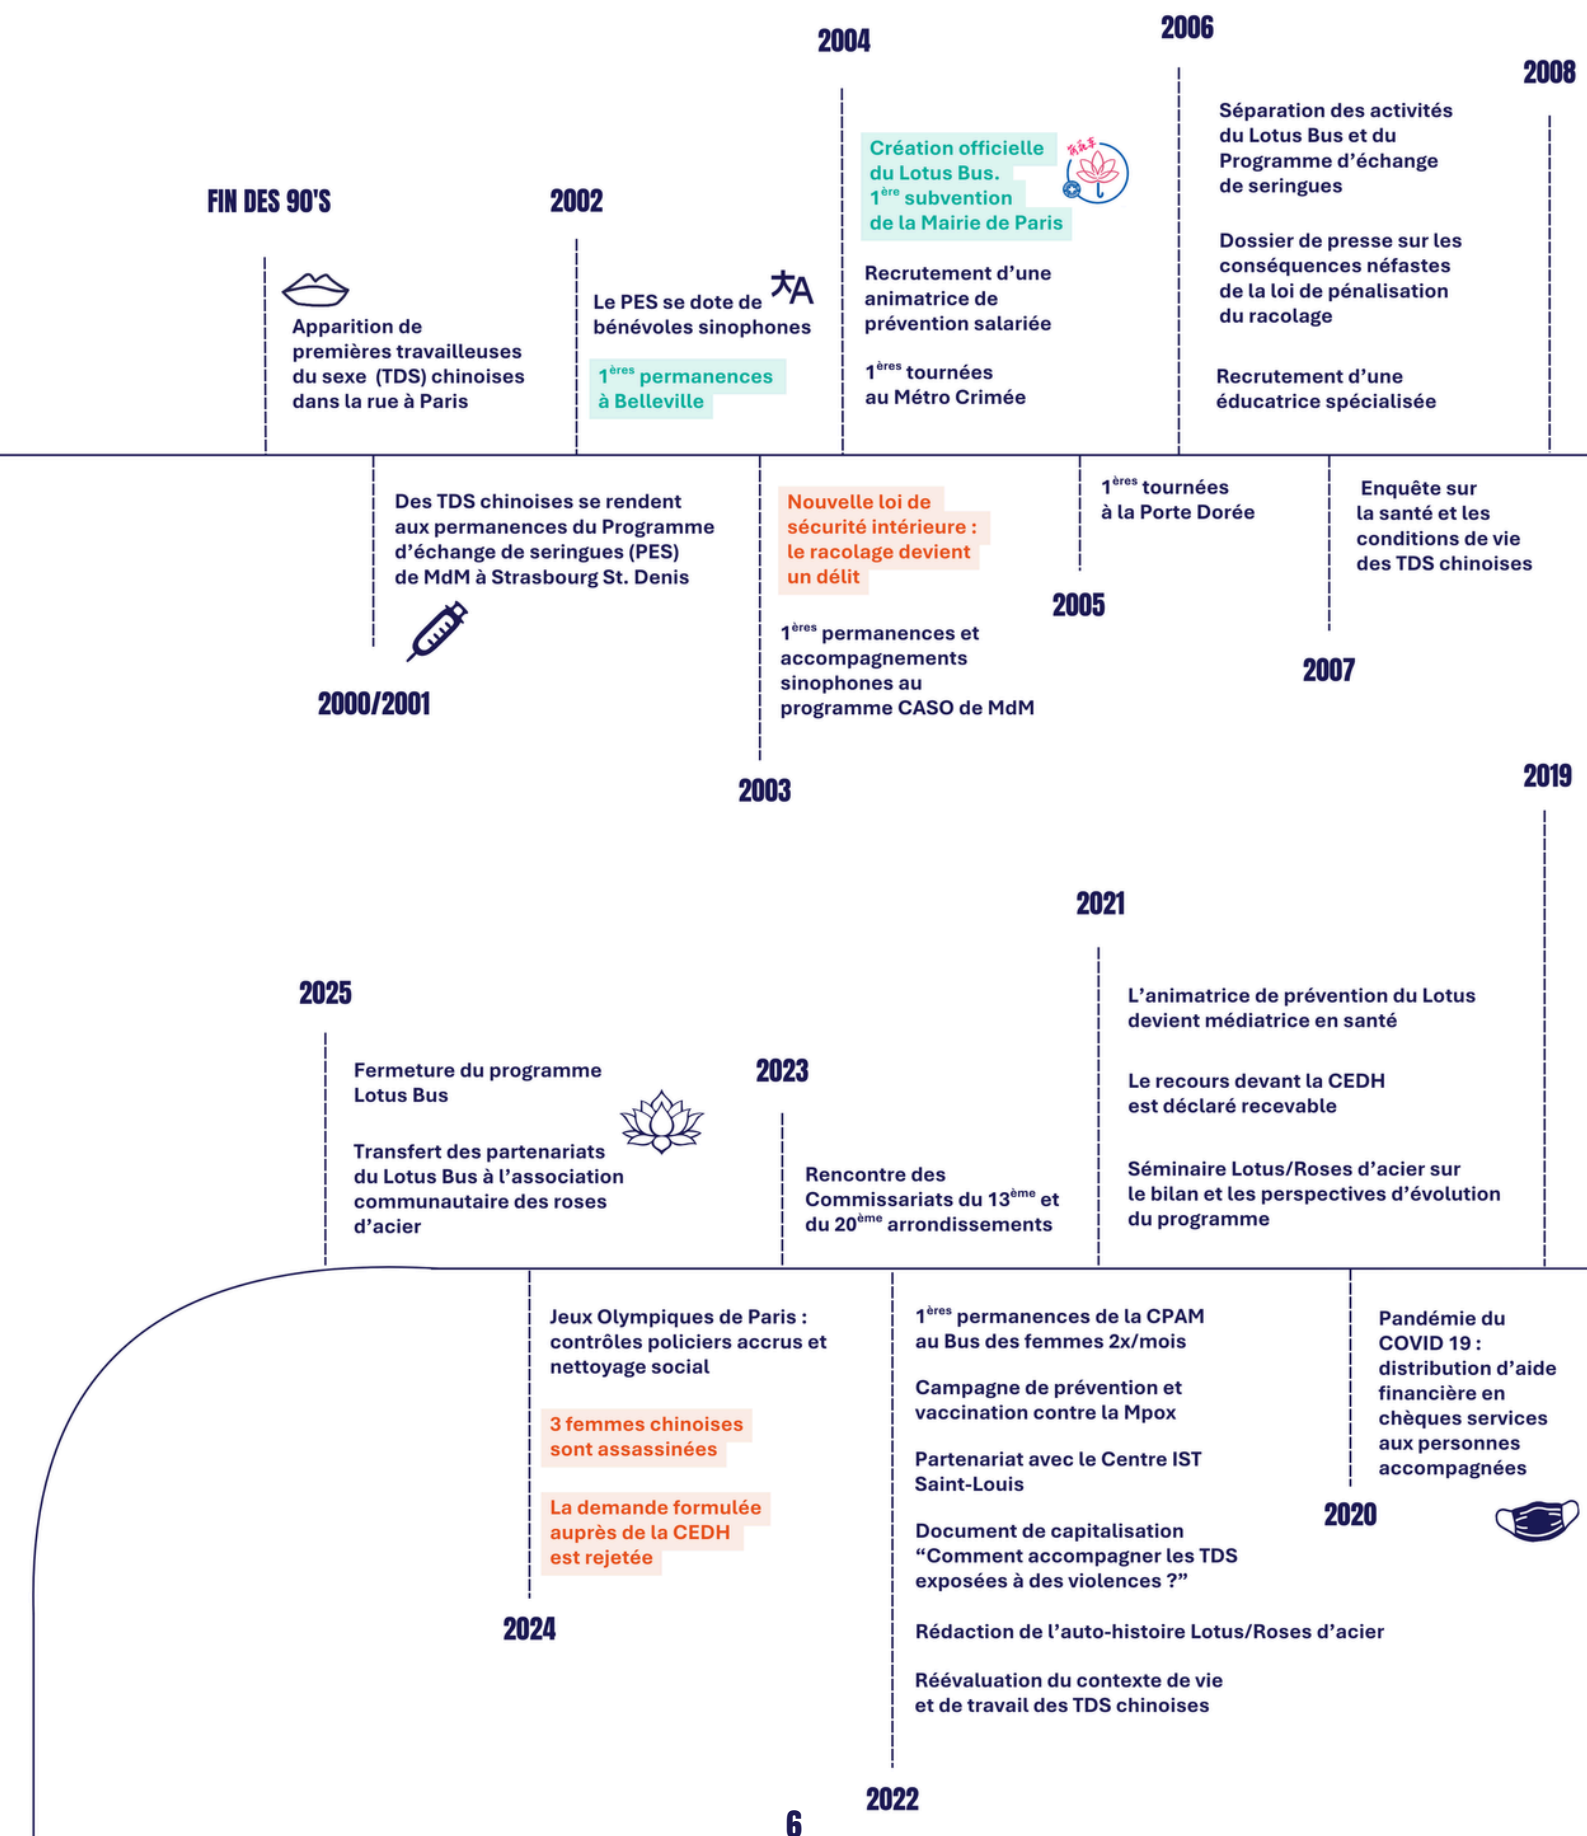 FIN DES 90'S
Apparition de
premières travailleuses
du sexe (TDS) chinoises
dans la rue à Paris
2000/2001
Des TDS chinoises se rendent
aux permanences du Programme
d'échange de seringues (PES)
de MdM à Strasbourg St. Denis
2002
Le PES se dote de
bénévoles sinophones
1ères permanences
à Belleville
2003
Nouvelle loi de
sécurité intérieure :
le racolage devient
un délit
1ères permanences et
accompagnements
sinophones au
programme CASO de MdM
2004
Création officielle
du Lotus Bus.
1ère subvention
de la Mairie de Paris
Recrutement d'une
animatrice de
prévention salariée
1ères tournées
au Métro Crimée
2005
1ères tournées
à la Porte Dorée
2006
Séparation des activités
du Lotus Bus et du
Programme d'échange
de seringues
Dossier de presse sur les
conséquences néfastes
de la loi de pénalisation
du racolage
Recrutement d'une
éducatrice spécialisée
2007
Enquête sur
la santé et les
conditions de vie
des TDS chinoises
2008
2019
2020
Pandémie du
COVID 19 :
distribution d'aide
financière en
chèques services
aux personnes
accompagnées
2021
L'animatrice de prévention du Lotus
devient médiatrice en santé
Le recours devant la CEDH
est déclaré recevable
Séminaire Lotus/Roses d'acier sur
le bilan et les perspectives d'évolution
du programme
2022
1ères permanences de la CPAM
au Bus des femmes 2x/mois
Campagne de prévention et
vaccination contre la Mpox
Partenariat avec le Centre IST
Saint-Louis
Document de capitalisation
“Comment accompagner les TDS
exposées à des violences ?”
Rédaction de l'auto-histoire Lotus/Roses d'acier
Réévaluation du contexte de vie
et de travail des TDS chinoises
2023
Rencontre des
Commissariats du 13ème et
du 20ème arrondissements
2024
Jeux Olympiques de Paris :
contrôles policiers accrus et
nettoyage social
3 femmes chinoises
sont assassinées
La demande formulée
auprès de la CEDH
est rejetée
2025
Fermeture du programme
Lotus Bus
Transfert des partenariats
du Lotus Bus à l'association
communautaire des roses
d'acier
6